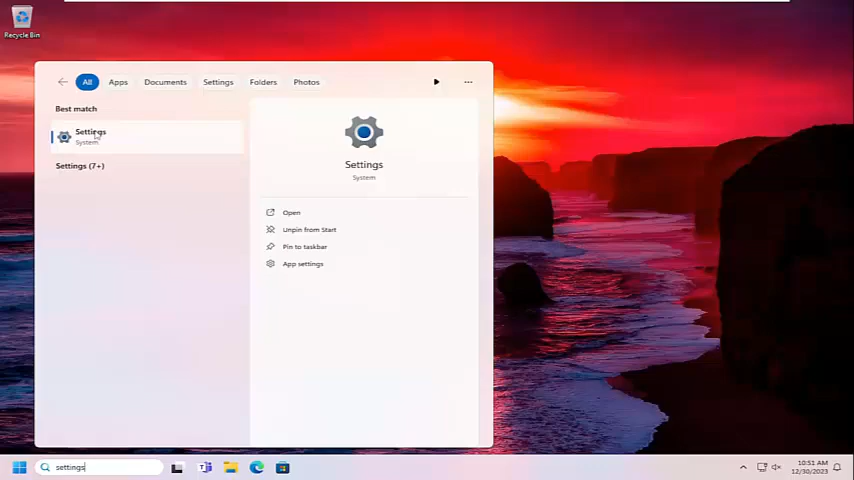 Recycle Bin
All Apps Documents Settings Folders Photos
Best match
Settings
System
Settings (7+)
Settings
System
Open
Unpin from Start
Pin to taskbar
App settings
settings
10:51 AM
12/30/2023